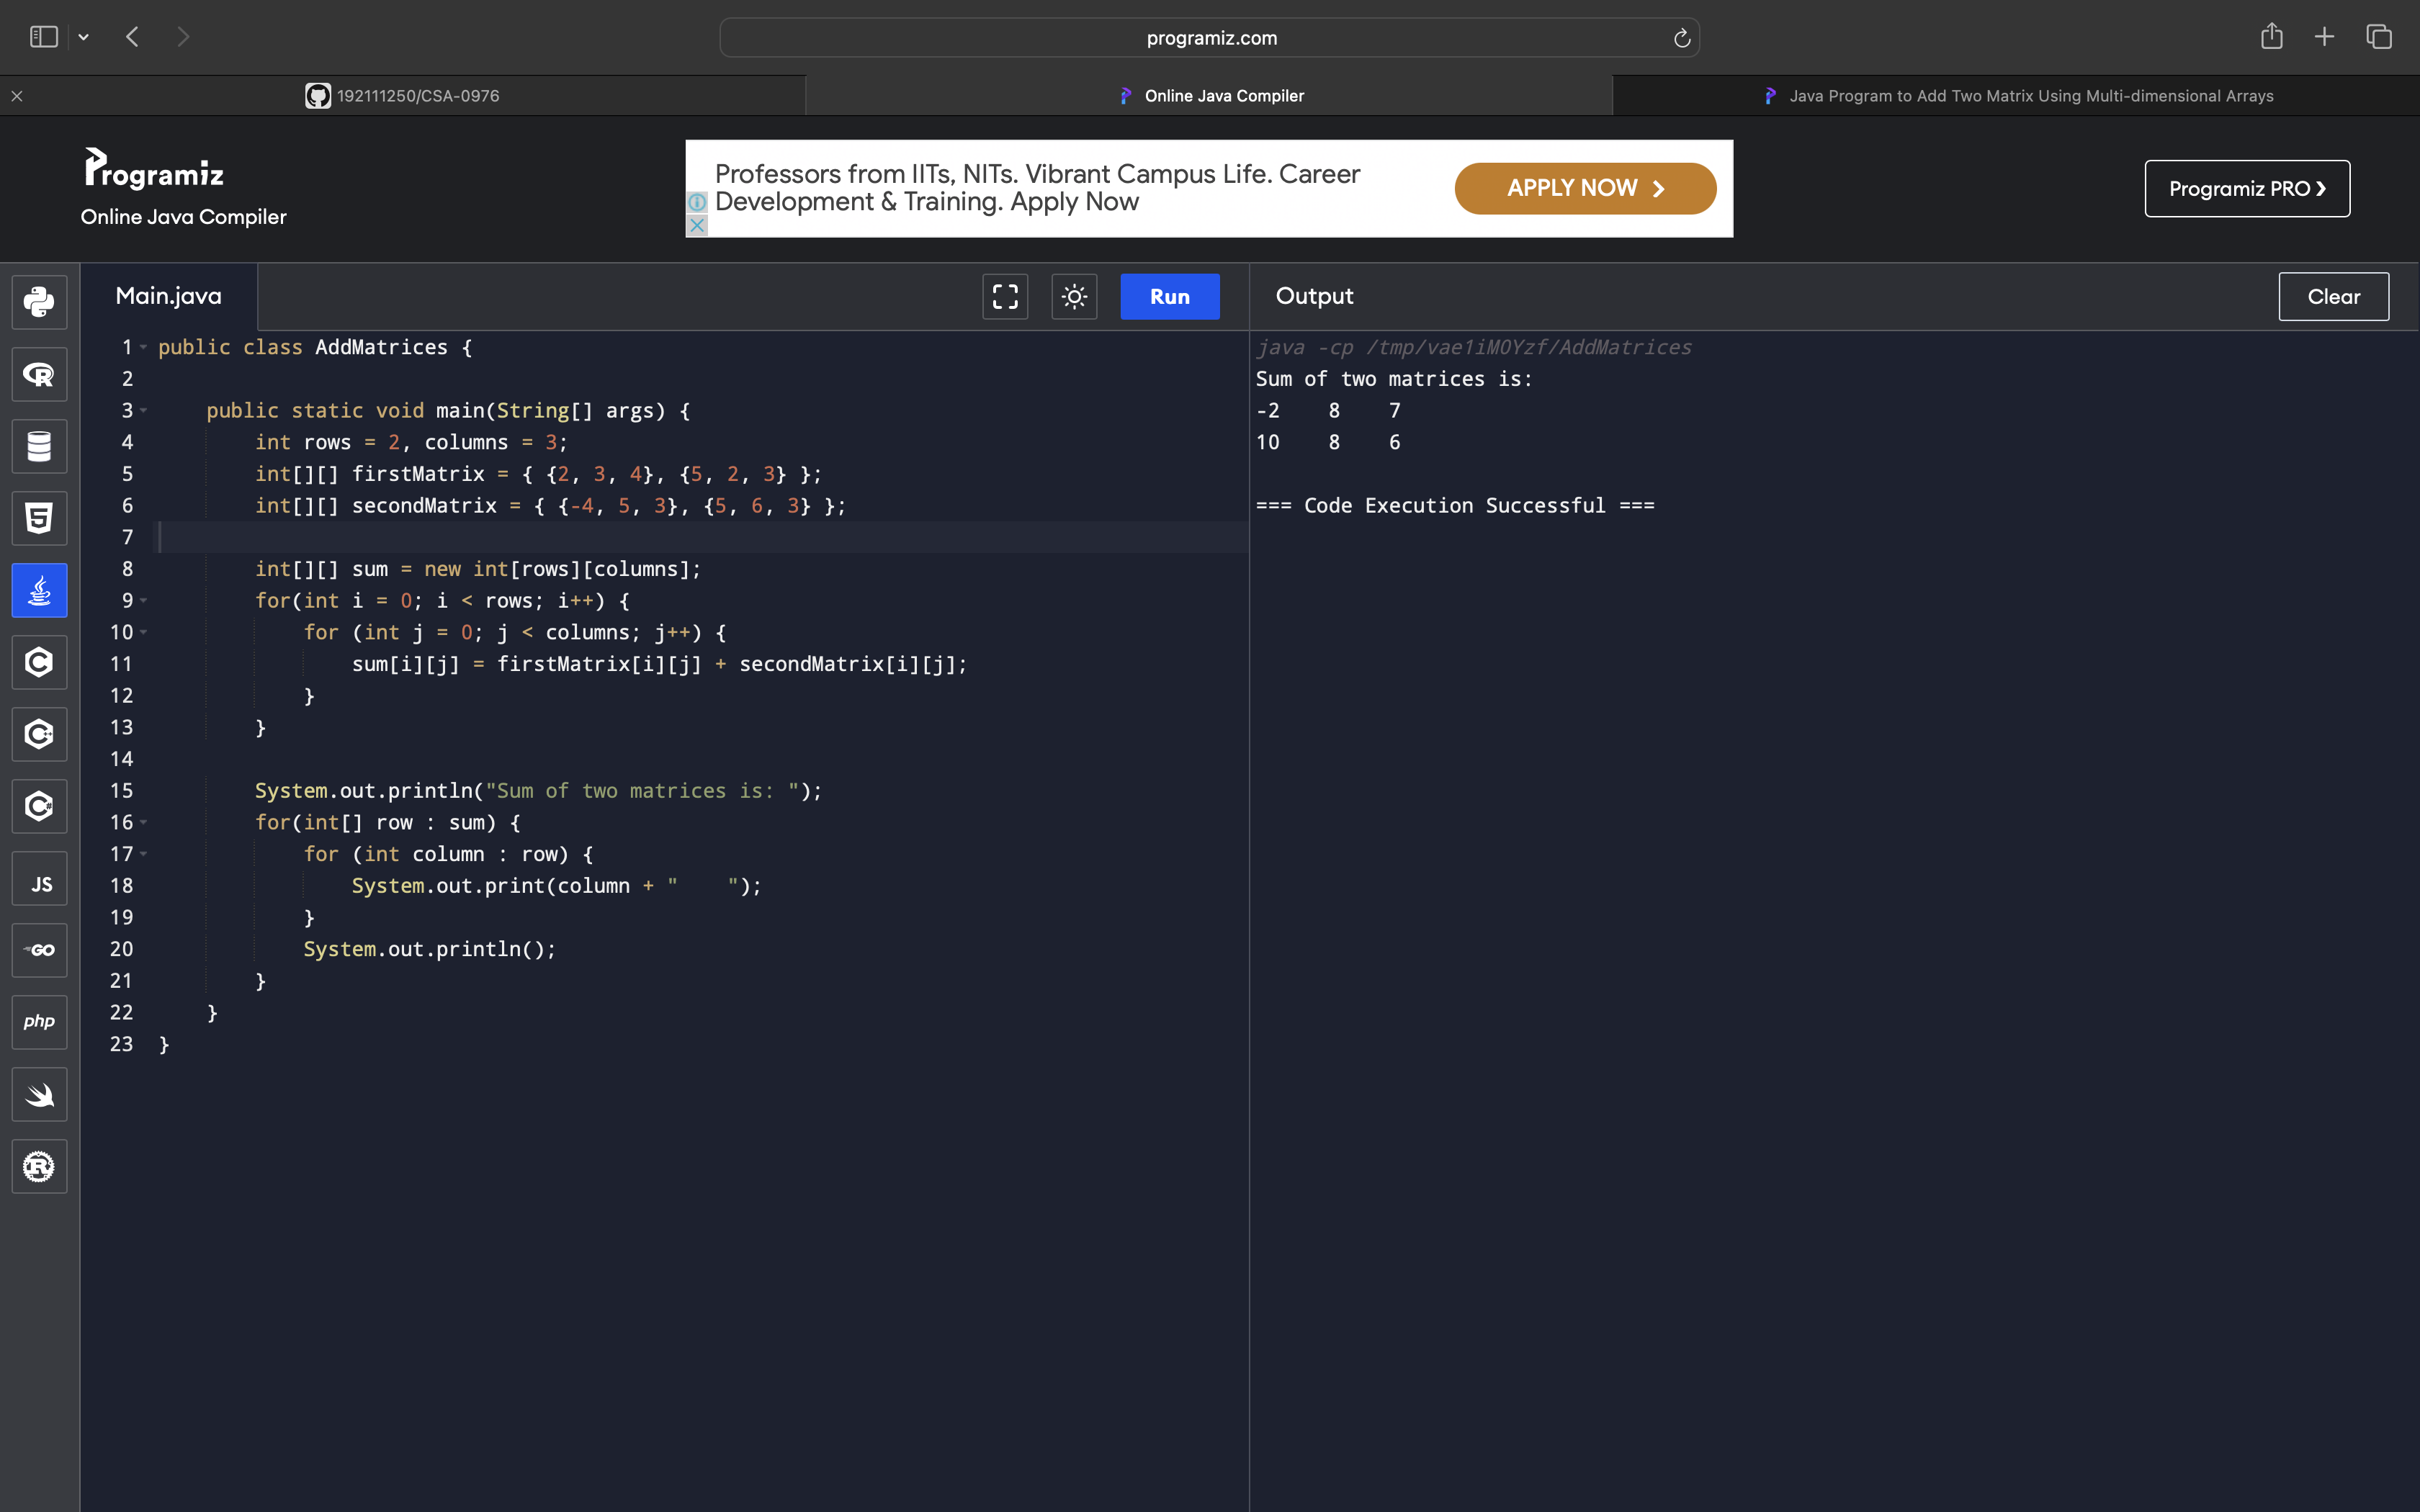 programiz.com
192111250/CSA-0976
Online Java Compiler
Java Program to Add Two Matrix Using Multi-dimensional Arrays
Programiz
Online Java Compiler
Professors from IITs, NITs. Vibrant Campus Life. Career
Development & Training. Apply Now
APPLY NOW
Programiz PRO
Main.java
Run
Output
Clear
1 public class AddMatrices {
2
3     public static void main(String[] args) {
4         int rows = 2, columns = 3;
5         int[][] firstMatrix = { {2, 3, 4}, {5, 2, 3} };
6         int[][] secondMatrix = { {-4, 5, 3}, {5, 6, 3} };
7
8         int[][] sum = new int[rows][columns];
9         for(int i = 0; i < rows; i++) {
10             for (int j = 0; j < columns; j++) {
11                 sum[i][j] = firstMatrix[i][j] + secondMatrix[i][j];
12             }
13         }
14
15         System.out.println("Sum of two matrices is: ");
16         for(int[] row : sum) {
17             for (int column : row) {
18                 System.out.print(column + "    ");
19             }
20             System.out.println();
21         }
22     }
23 }
java -cp /tmp/vae1iM0Yzf/AddMatrices
Sum of two matrices is:
-2    8    7
10    8    6
=== Code Execution Successful ===
R
5
C
C++
C#
JS
GO
php
R